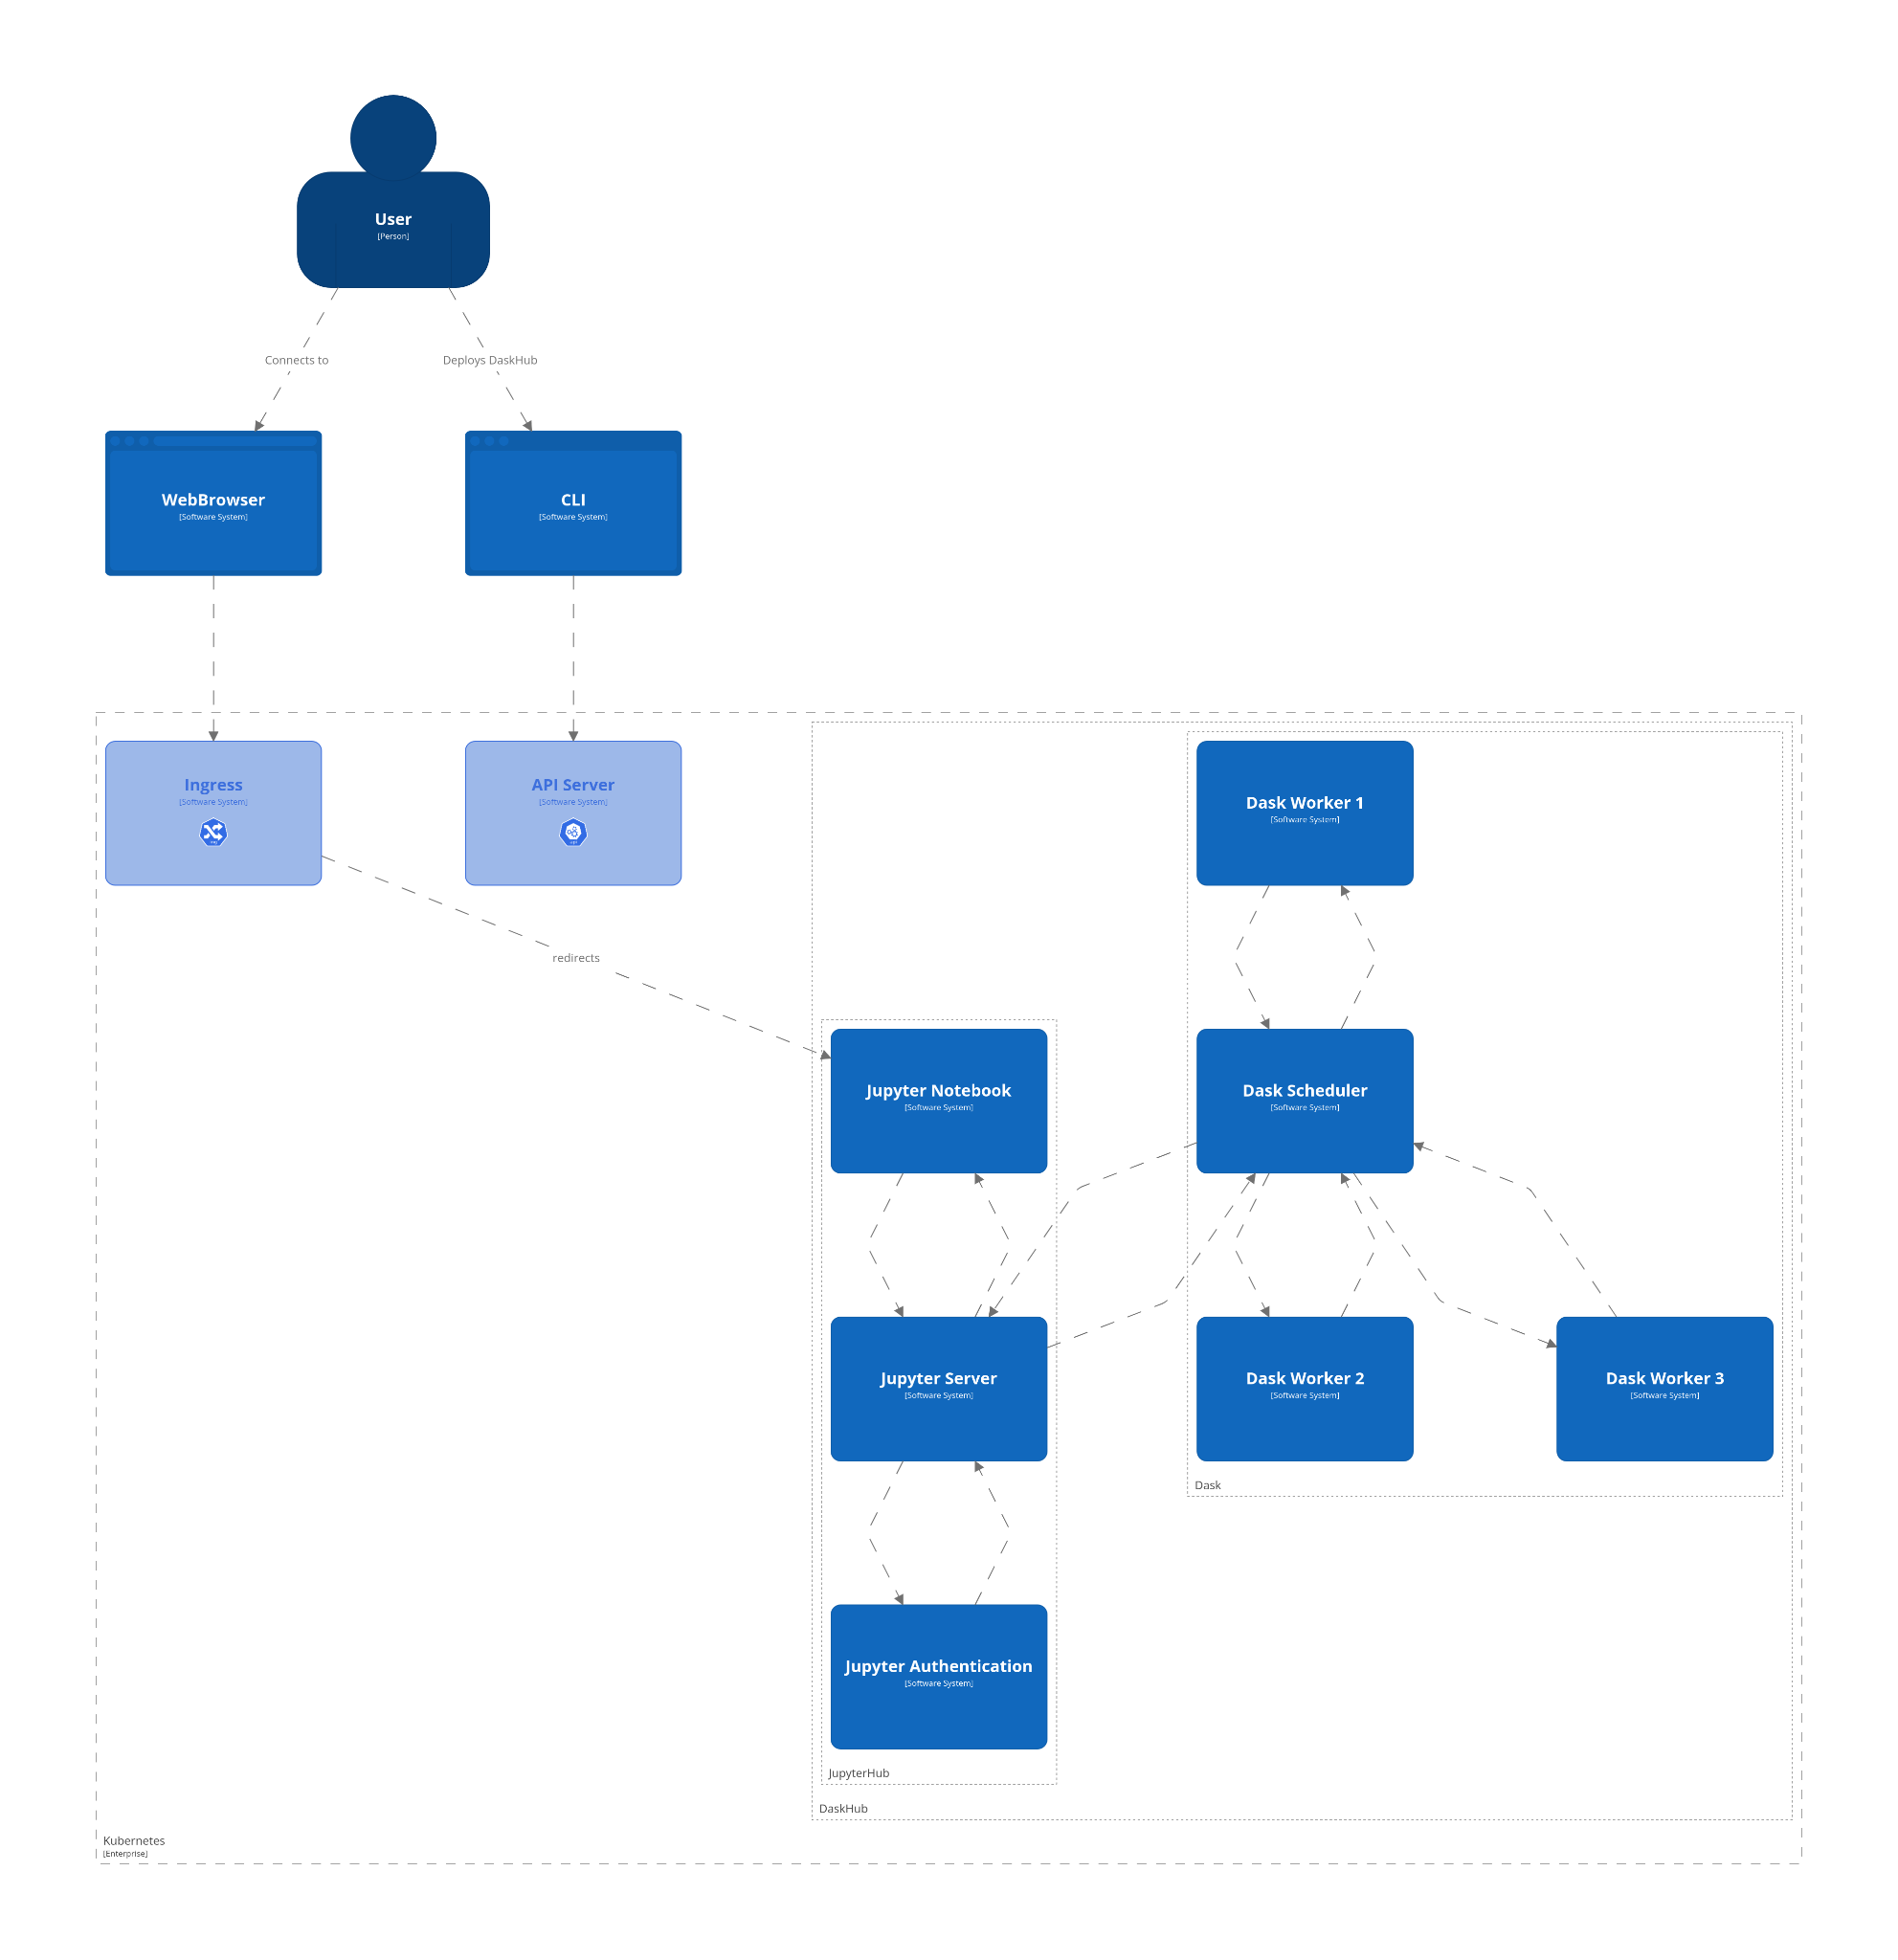 User
[Person]
Connects to
Deploys DaskHub
WebBrowser
[Software System]
CLI
[Software System]
Ingress
[Software System]
API Server
[Software System]
Dask Worker 1
[Software System]
redirects
Jupyter Notebook
[Software System]
Dask Scheduler
[Software System]
Jupyter Server
[Software System]
Dask Worker 2
[Software System]
Dask Worker 3
[Software System]
Dask
Jupyter Authentication
[Software System]
JupyterHub
DaskHub
Kubernetes
[Enterprise]